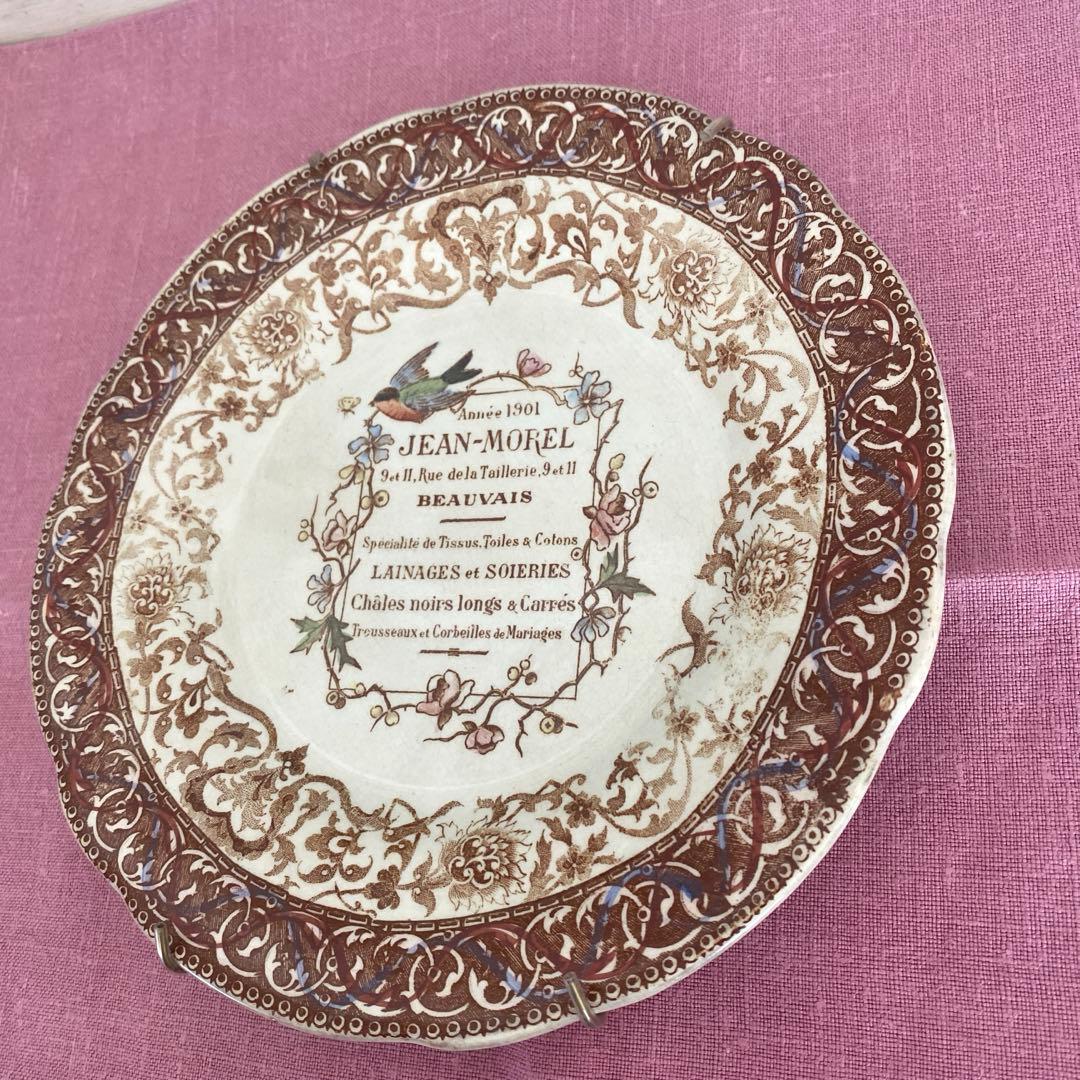 Année 1901
JEAN-MOREL
9 et 11, Rue de la Taillerie, 9 et 11
BEAUVAIS
Spécialité de Tissus. Toiles & Cotons
LAINAGES et SOIERIES
Châles noirs longs & Carrés
Trousseaux et Corbeilles de Mariages